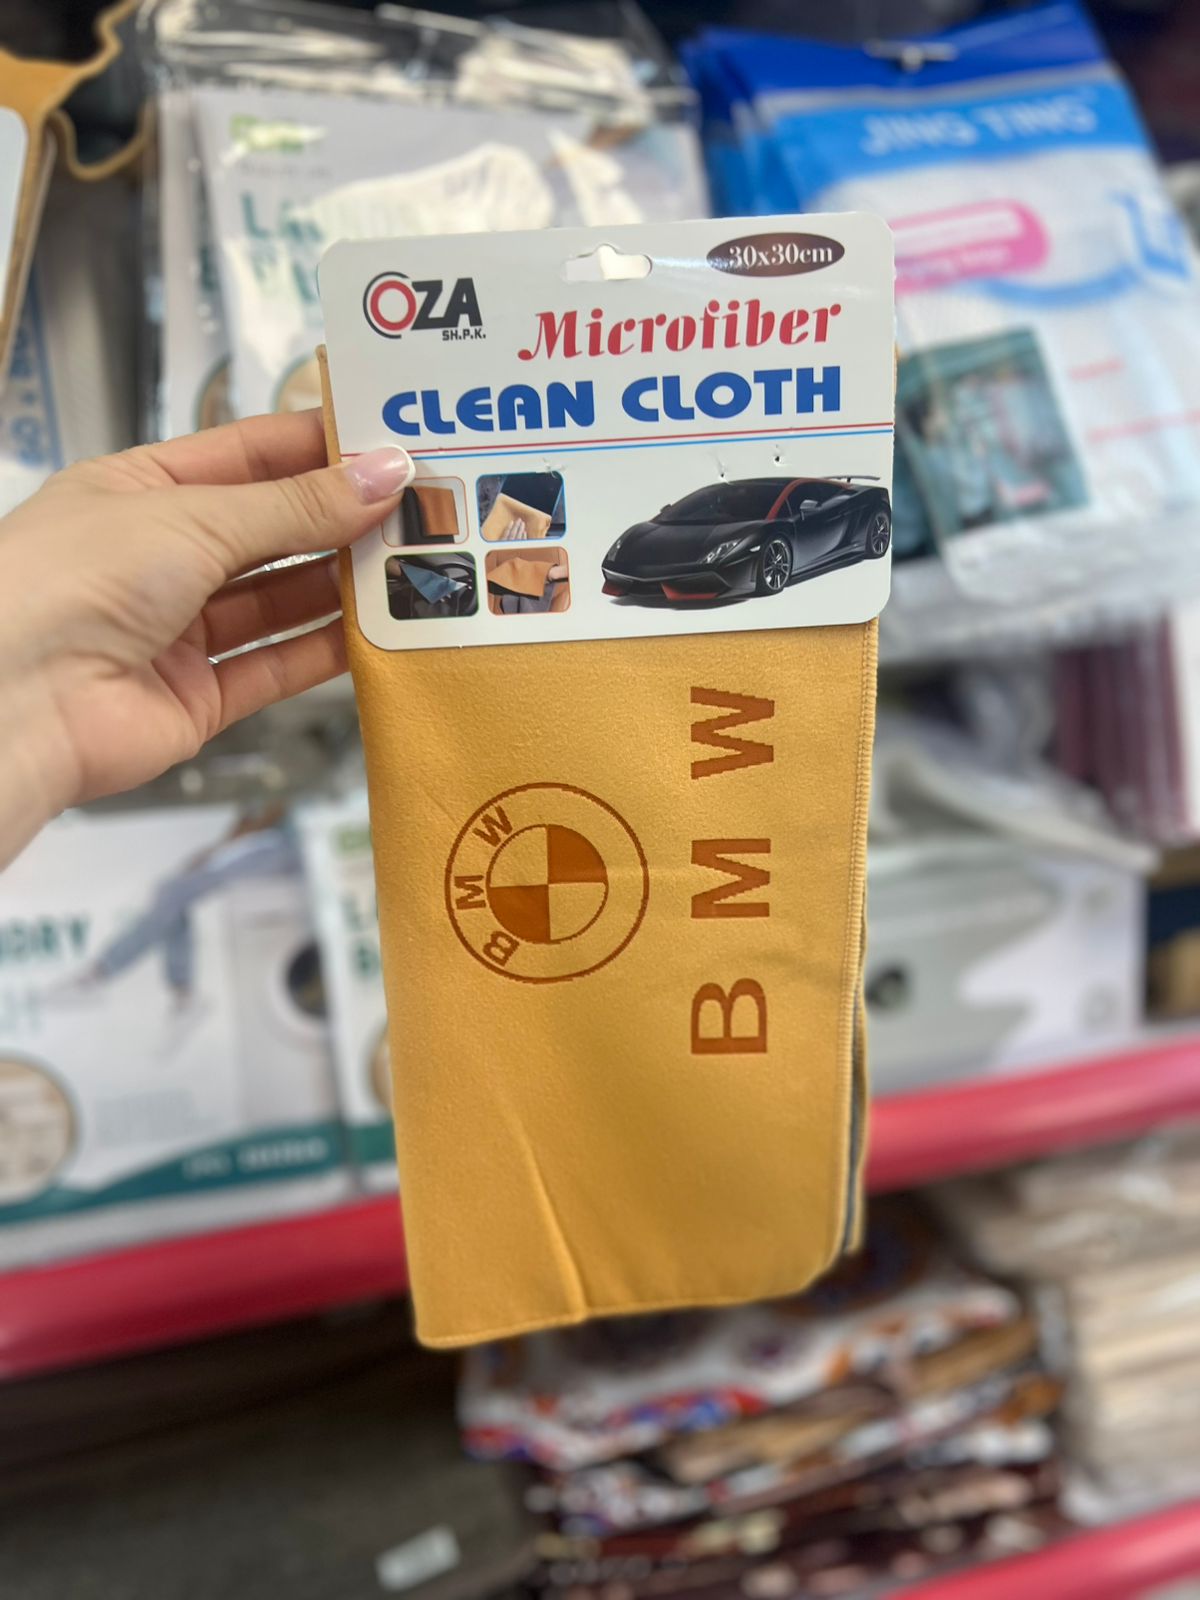 JING TING
30x30cm
OZA
SH.P.K.
Microfiber
CLEAN CLOTH
BMW
BMW